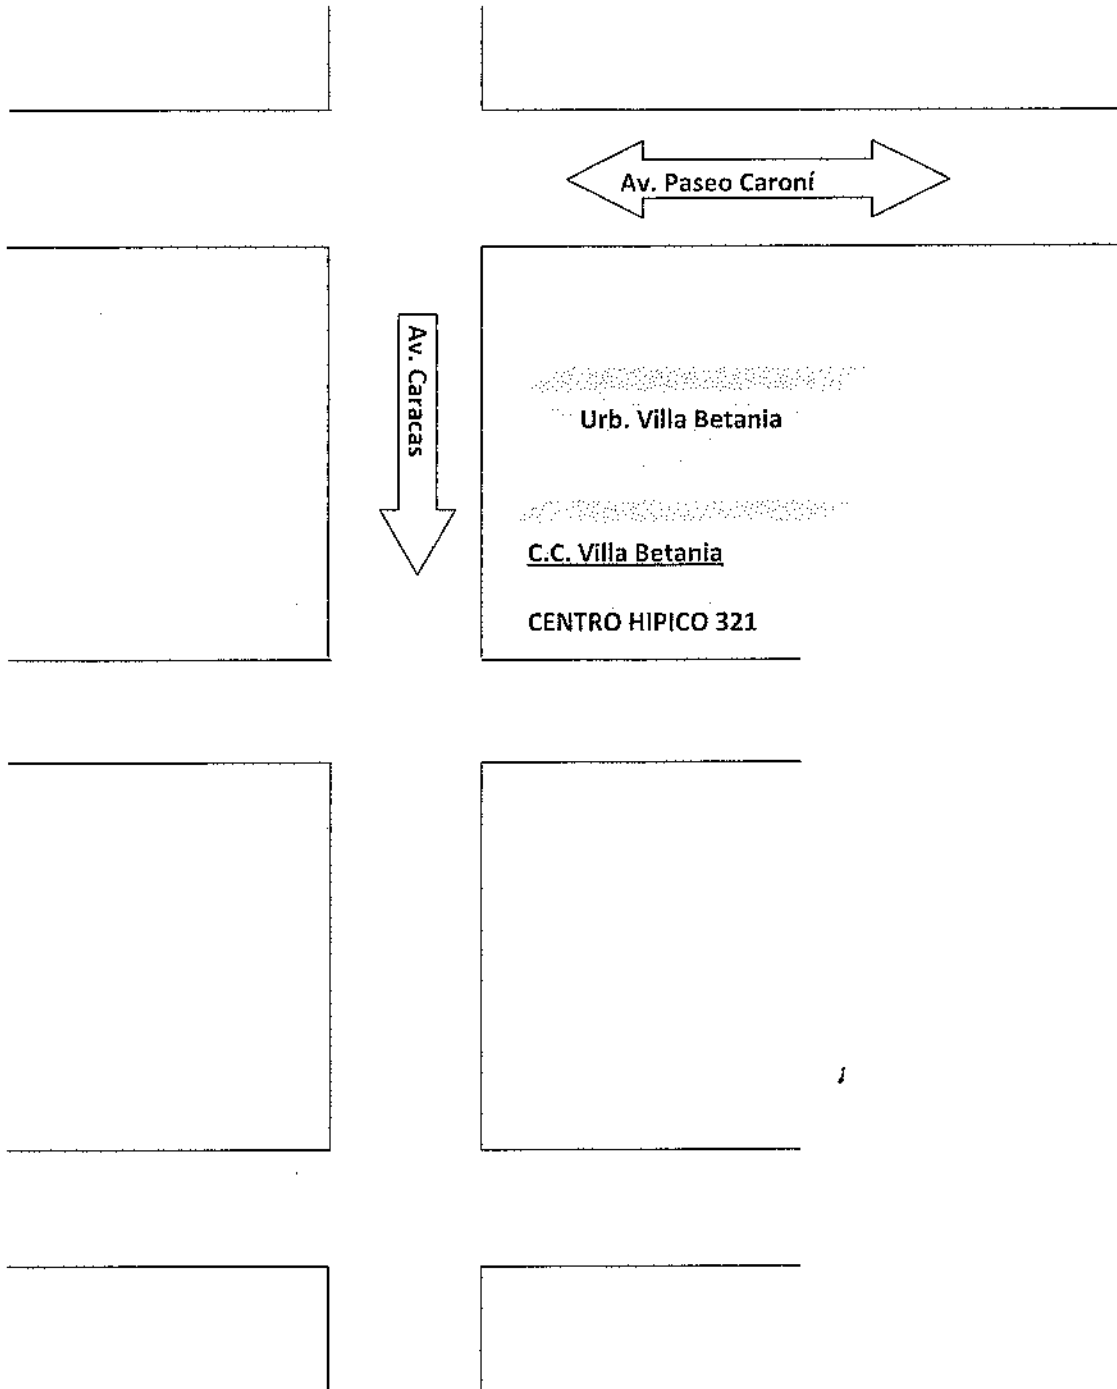 Av. Paseo Caroní
Av. Caracas
Urb. Villa Betania
C.C. Villa Betania
CENTRO HIPICO 321